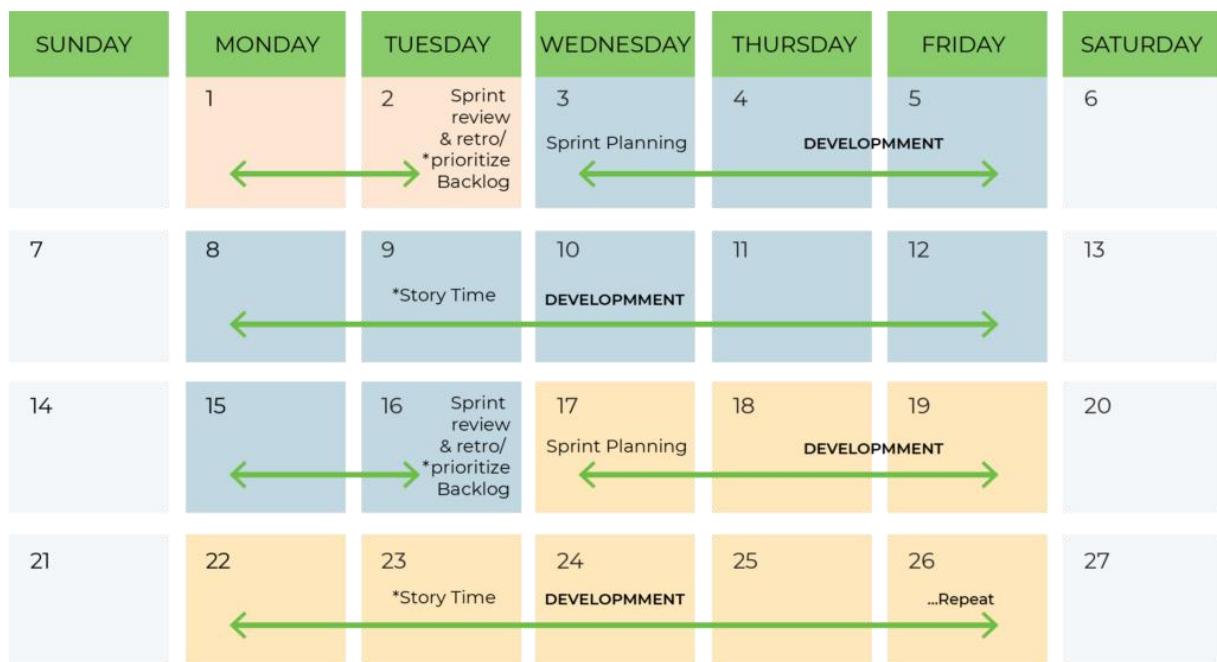 SUNDAY MONDAY TUESDAY WEDNESDAY THURSDAY FRIDAY SATURDAY
1 2 3 4 5 6
Sprint
review
& retro/
*prioritize
Backlog
Sprint Planning
DEVELOPMMENT
7 8 9 10 11 12 13
*Story Time
DEVELOPMMENT
14 15 16 17 18 19 20
Sprint
review
& retro/
*prioritize
Backlog
Sprint Planning
DEVELOPMMENT
21 22 23 24 25 26 27
*Story Time
DEVELOPMMENT
...Repeat